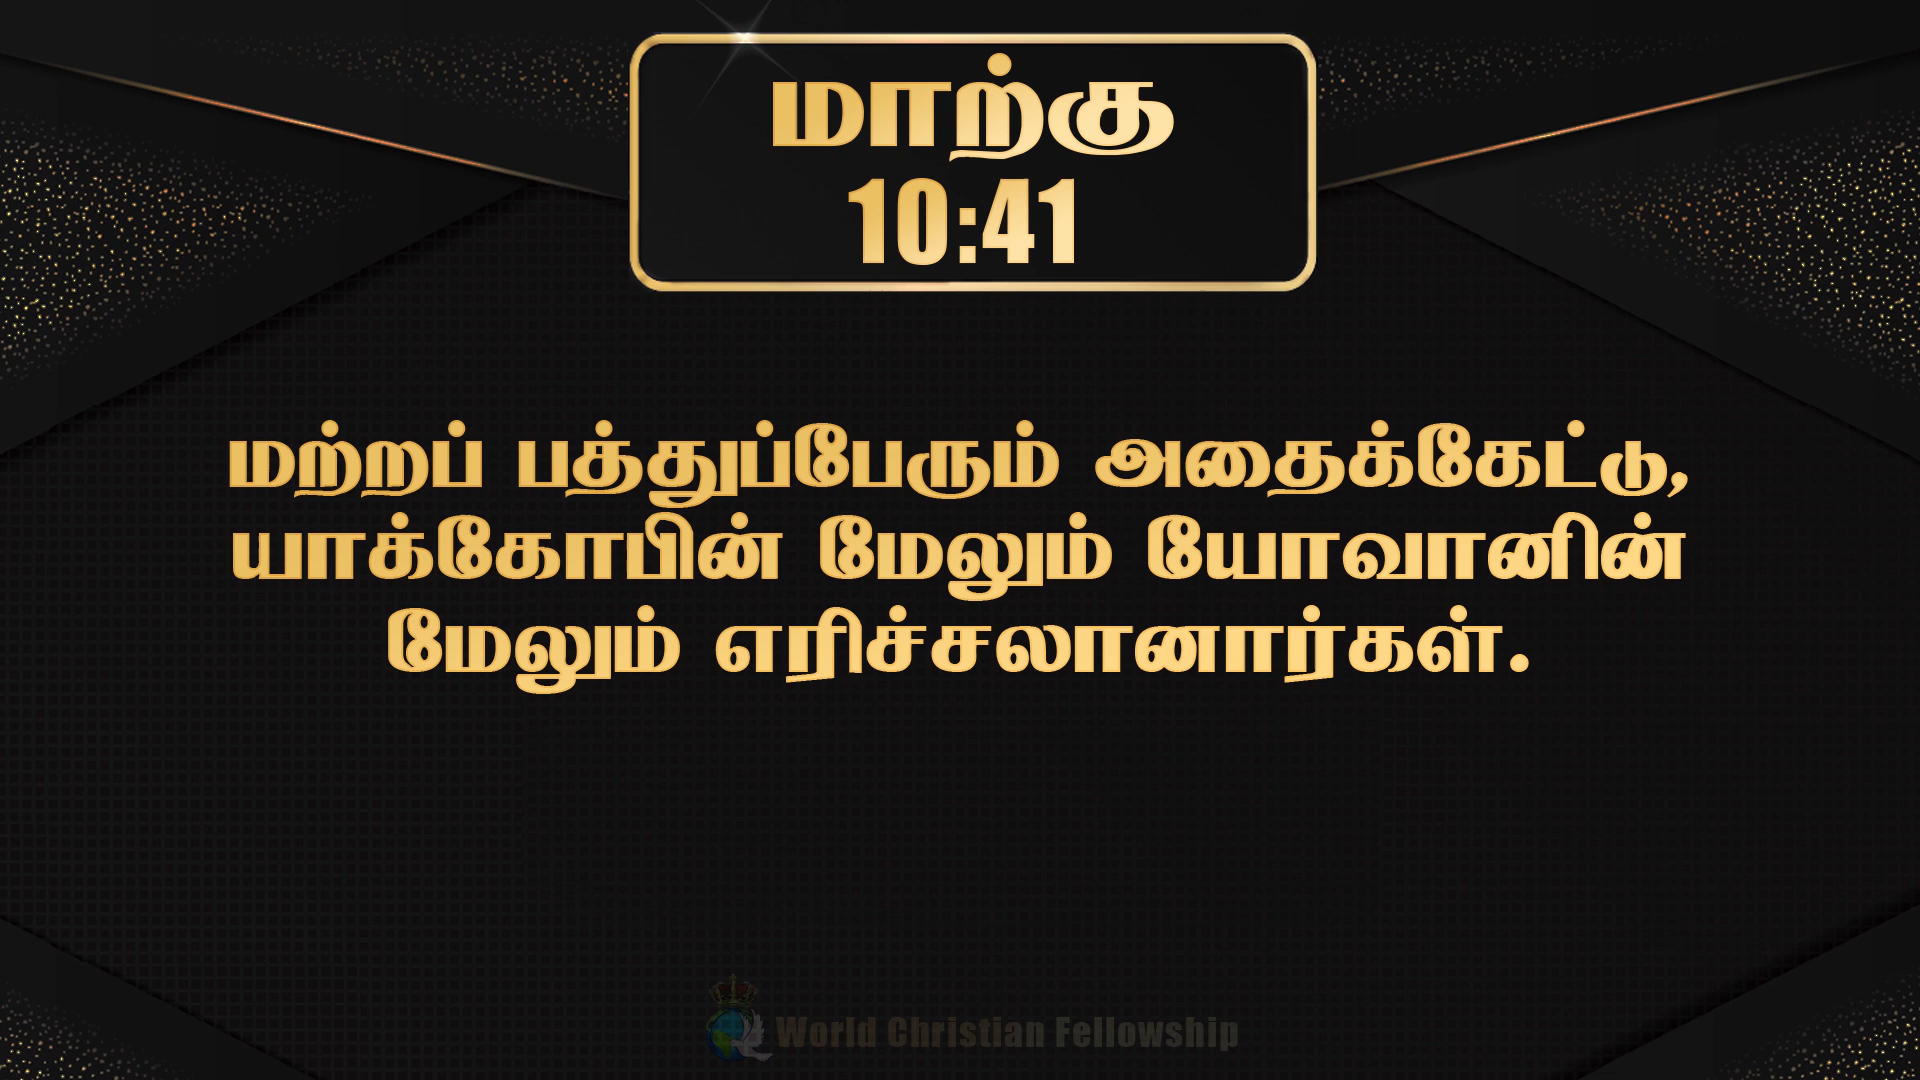 மாற்கு
10:41
மற்றப் பத்துப்பேரும் அதைக்கேட்டு,
யாக்கோபின் மேலும் யோவானின்
மேலும் எரிச்சலானார்கள்.
World Christian Fellowship